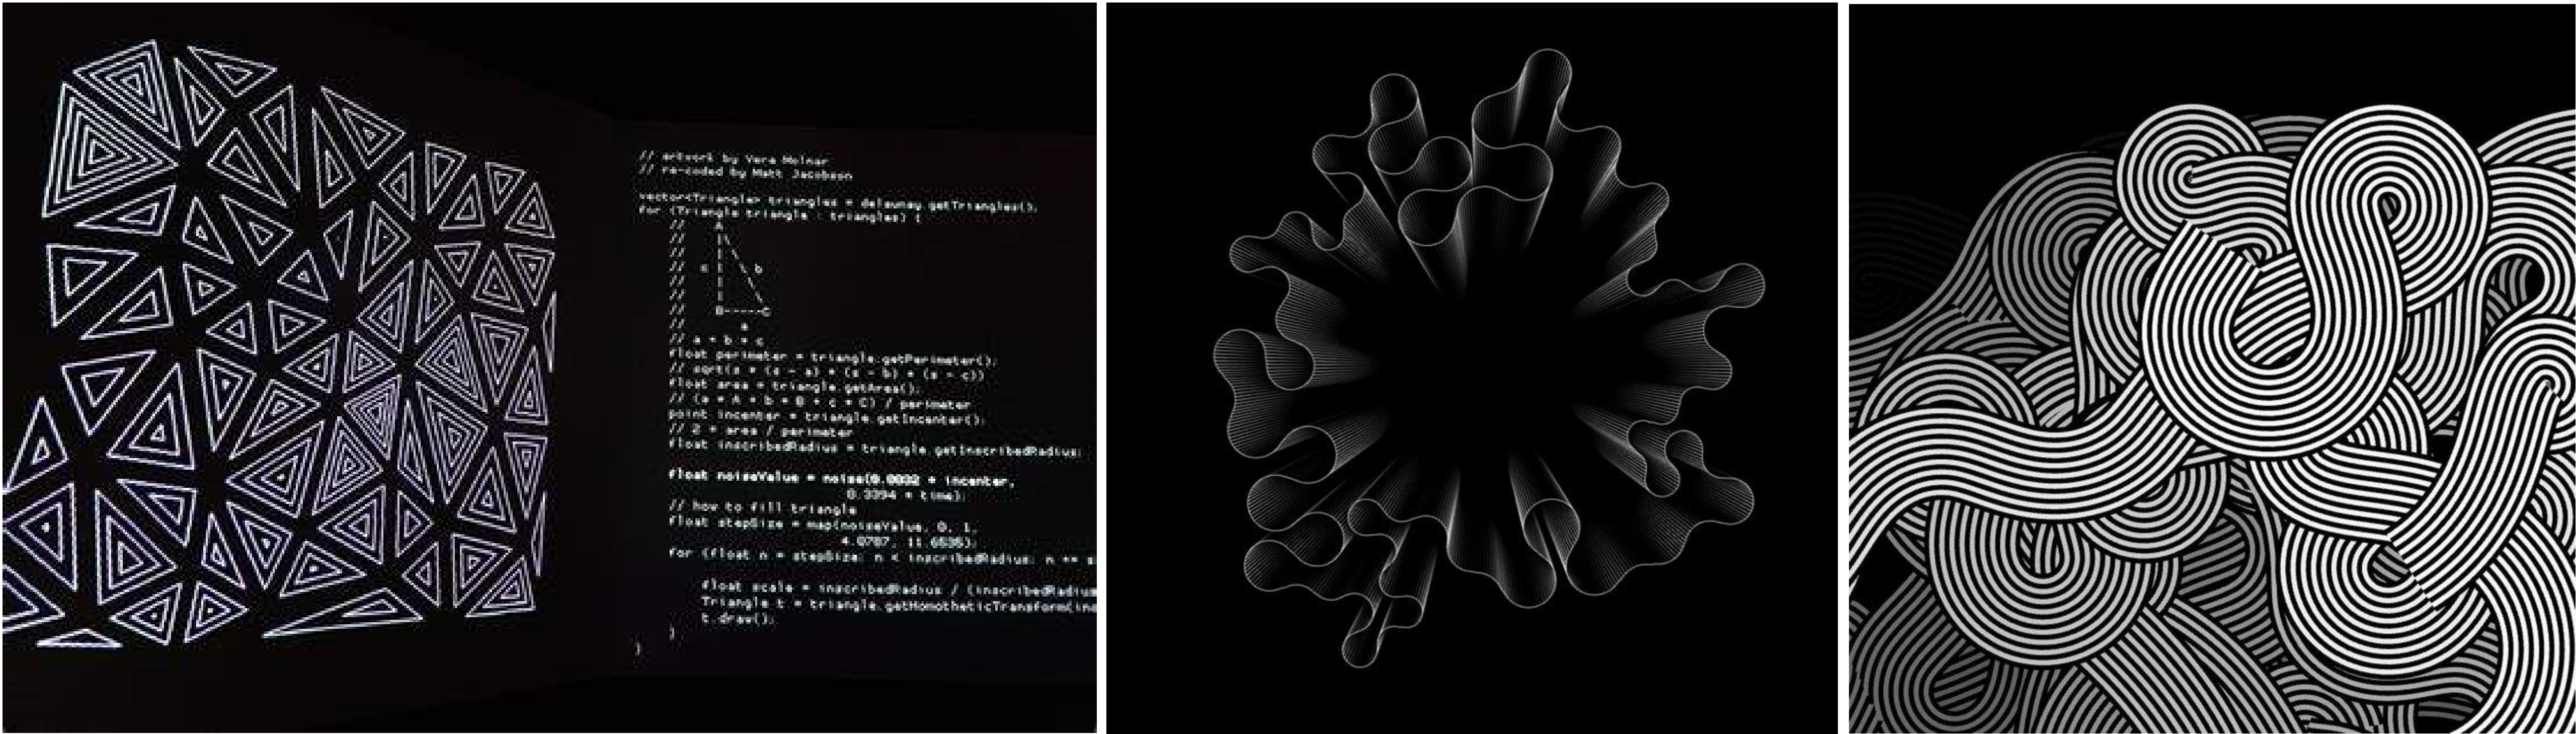 // artwork by Vera Molnar
// re-coded by Matt Jacobson
vector<Triangle> triangles = delaunay.getTriangles();
for (Triangle triangle : triangles) {
// A
// |\
// | \
// c | \ b
// | \
// | \
// B-----C
// a
// a + b + c
float perimeter = triangle.getPerimeter();
// sqrt(s * (s - a) * (s - b) * (s - c))
float area = triangle.getArea();
// (a * A + b * B + c * C) / perimeter
point incenter = triangle.getIncenter();
// 2 * area / perimeter
float inscribedRadius = triangle.getInscribedRadius
float noiseValue = noise(0.0032 * incenter,
0.3394 * time);
// how to fill triangle
float stepSize = map(noiseValue, 0, 1,
4.0787, 11.6535);
for (float n = stepSize; n < inscribedRadius; n += s
float scale = inscribedRadius / (inscribedRadius
Triangle t = triangle.getHomotheticTransform(inc
t.draw();
}
}